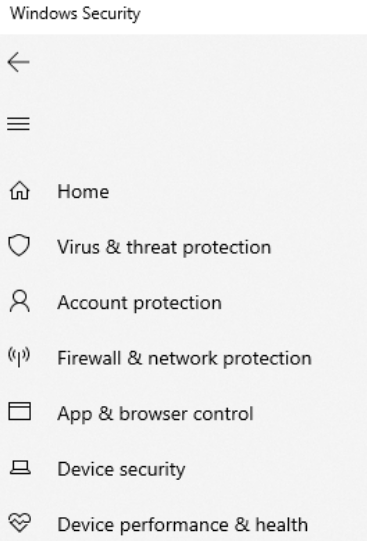 Windows Security
Home
Virus & threat protection
Account protection
Firewall & network protection
App & browser control
Device security
Device performance & health